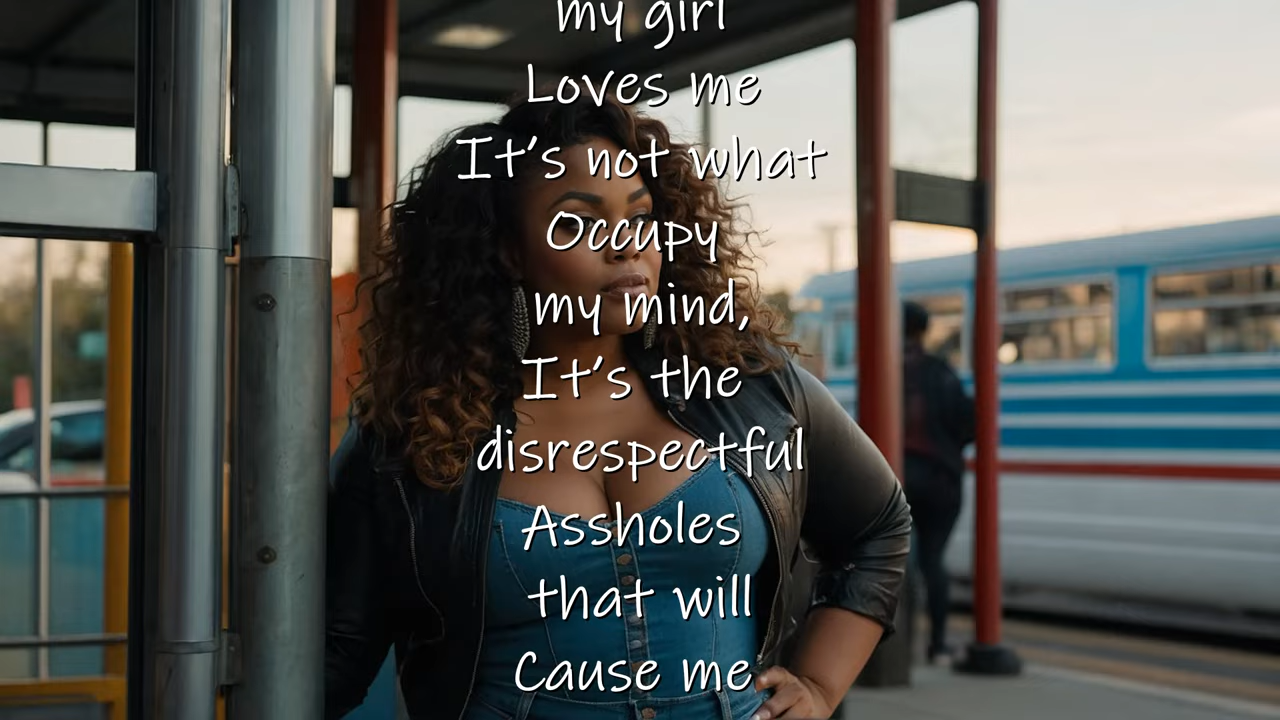 my girl
Loves me
It's not what
Occupy
my mind,
It's the
disrespectful
Assholes
that will
Cause me